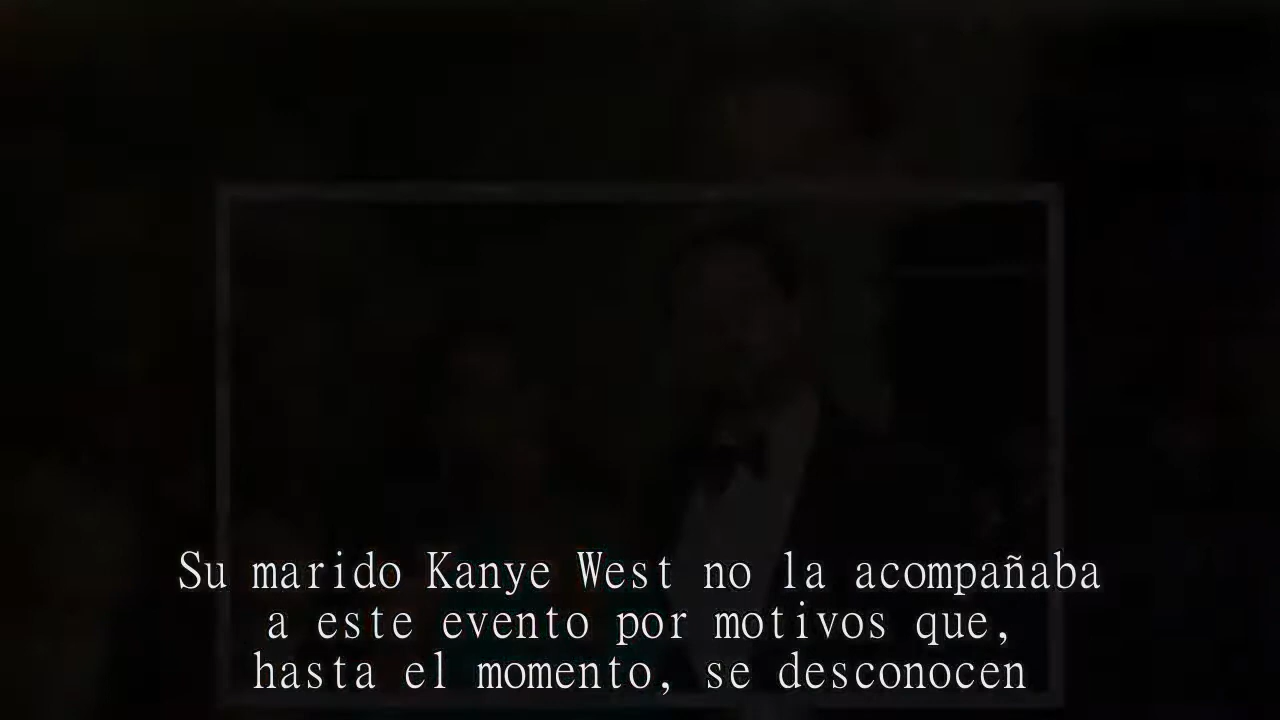 Su marido Kanye West no la acompañaba
a este evento por motivos que,
hasta el momento, se desconocen